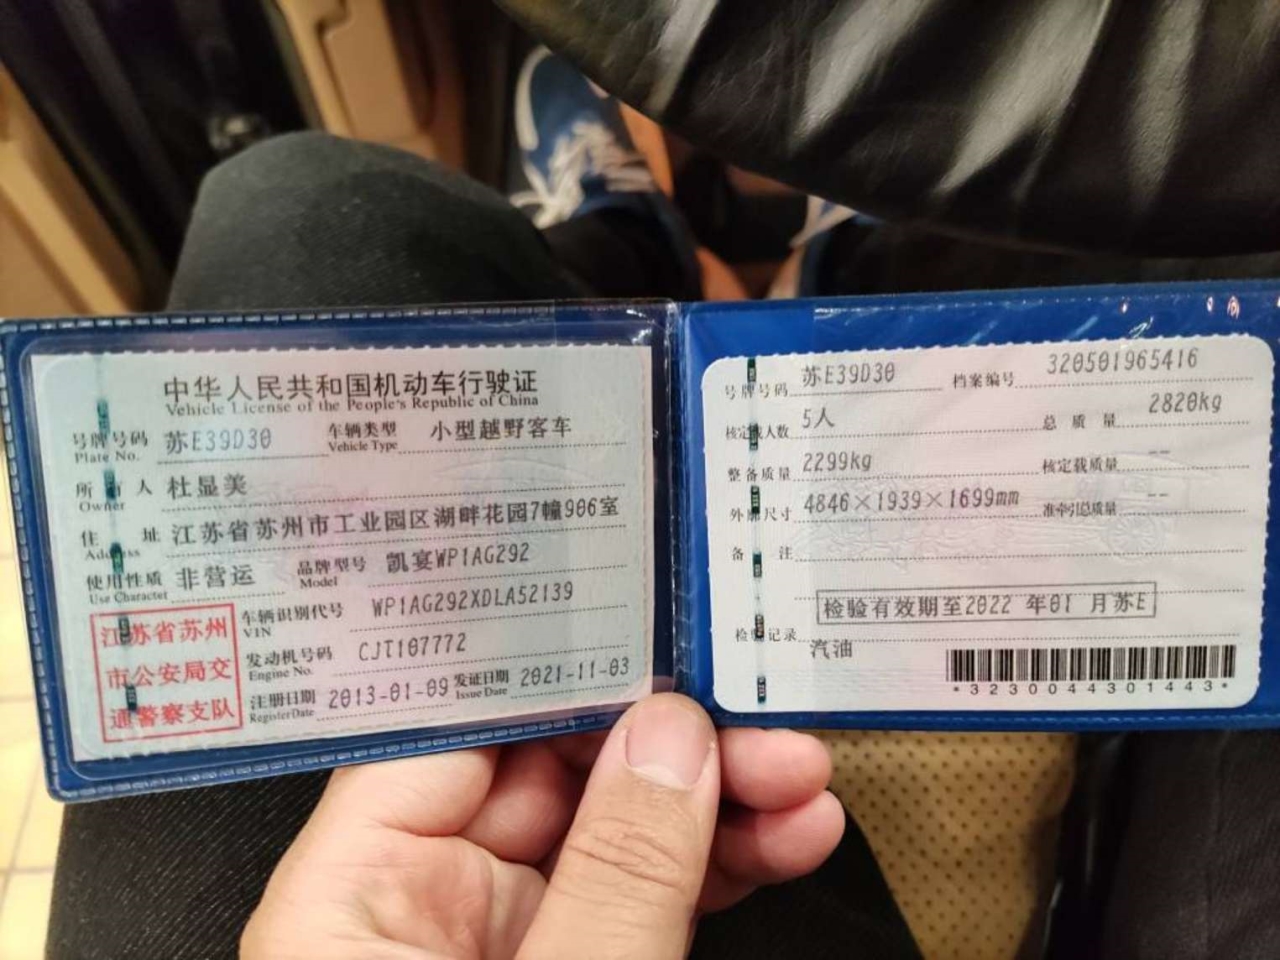 中华人民共和国机动车行驶证
Vehicle License of the People's Republic of China
号牌号码 苏E39D30 车辆类型 小型越野客车
Plate No. Vehicle Type
所有人 杜显美
Owner
住址 江苏省苏州市工业园区湖畔花园7幢906室
Address
使用性质 非营运 品牌型号 凯宴WP1AG292
Use Character Model
江苏省苏州
市公安局交
通警察支队
车辆识别代号 WP1AG292XDLA52139
VIN
发动机号码 CJT107772
Engine No.
注册日期 2013-01-09 发证日期 2021-11-03
Register Date Issue Date
号牌号码 苏E39D30 档案编号 320501965416
核定载人数 5人 总质量 2820kg
整备质量 2299kg 核定载质量 --
外廓尺寸 4846×1939×1699mm 准牵引总质量 --
备注
检验有效期至2022 年01 月苏E
检验记录
汽油
*3230044301443*